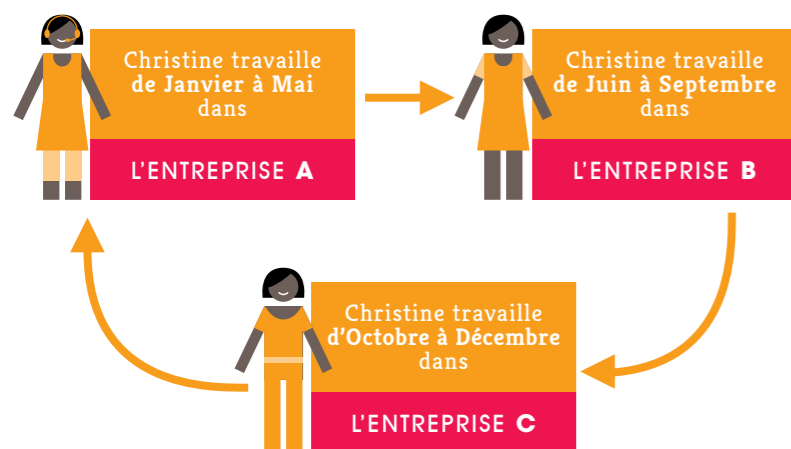 Christine travaille
de Janvier à Mai
dans
L’ENTREPRISE A
Christine travaille
de Juin à Septembre
dans
L’ENTREPRISE B
Christine travaille
d’Octobre à Décembre
dans
L’ENTREPRISE C